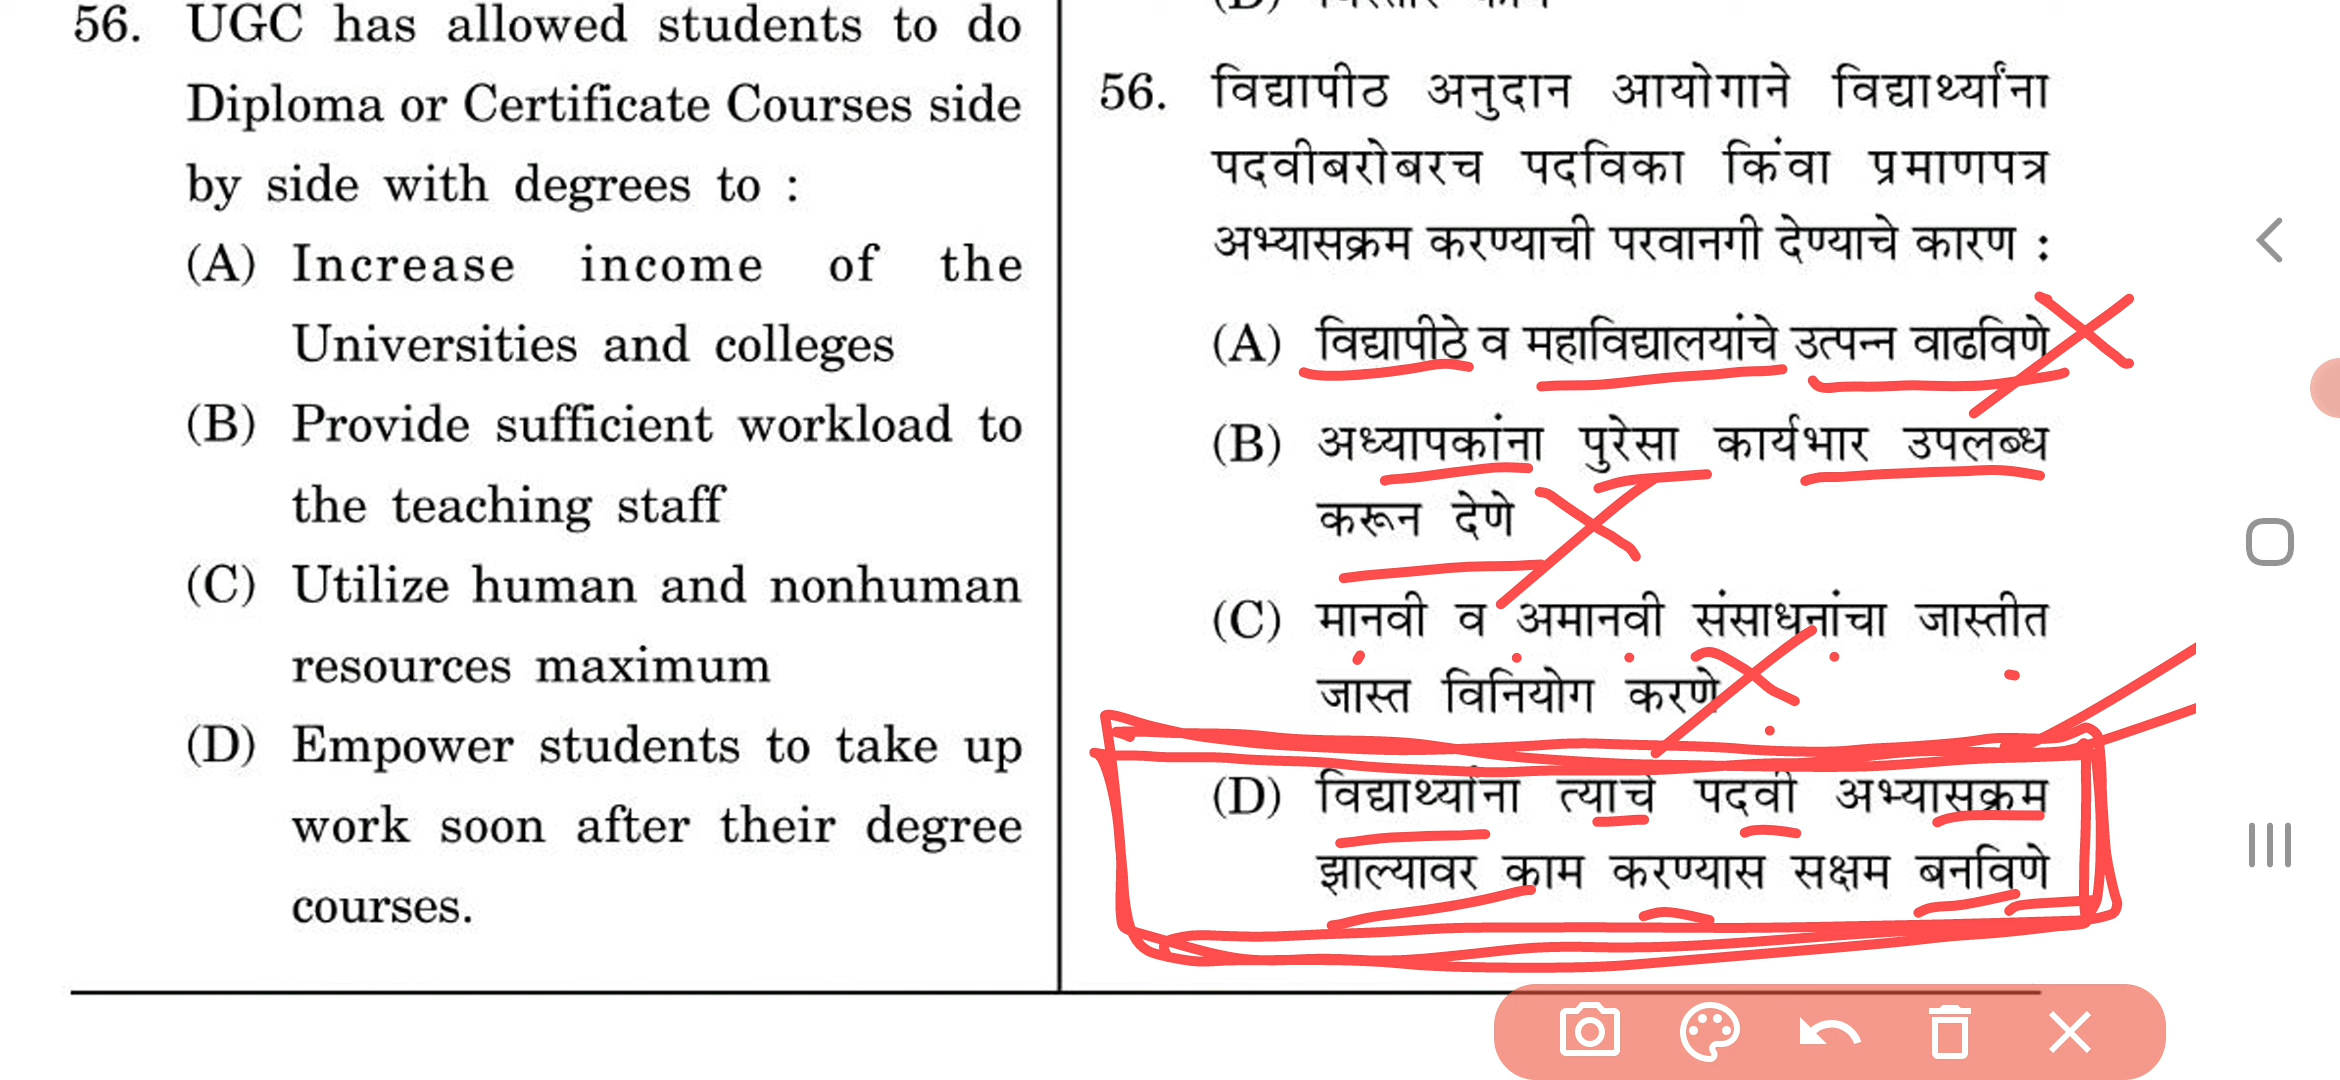 56. UGC has allowed students to do
Diploma or Certificate Courses side
by side with degrees to :
(A) Increase income of the
Universities and colleges
(B) Provide sufficient workload to
the teaching staff
(C) Utilize human and nonhuman
resources maximum
(D) Empower students to take up
work soon after their degree
courses.
56. विद्यापीठ अनुदान आयोगाने विद्यार्थ्यांना
पदवीबरोबरच पदविका किंवा प्रमाणपत्र
अभ्यासक्रम करण्याची परवानगी देण्याचे कारण :
(A) विद्यापीठे व महाविद्यालयांचे उत्पन्न वाढविणे
(B) अध्यापकांना पुरेसा कार्यभार उपलब्ध
करून देणे
(C) मानवी व अमानवी संसाधनांचा जास्तीत
जास्त विनियोग करणे
(D) विद्यार्थ्यांना त्याचे पदवी अभ्यासक्रम
झाल्यावर काम करण्यास सक्षम बनविणे